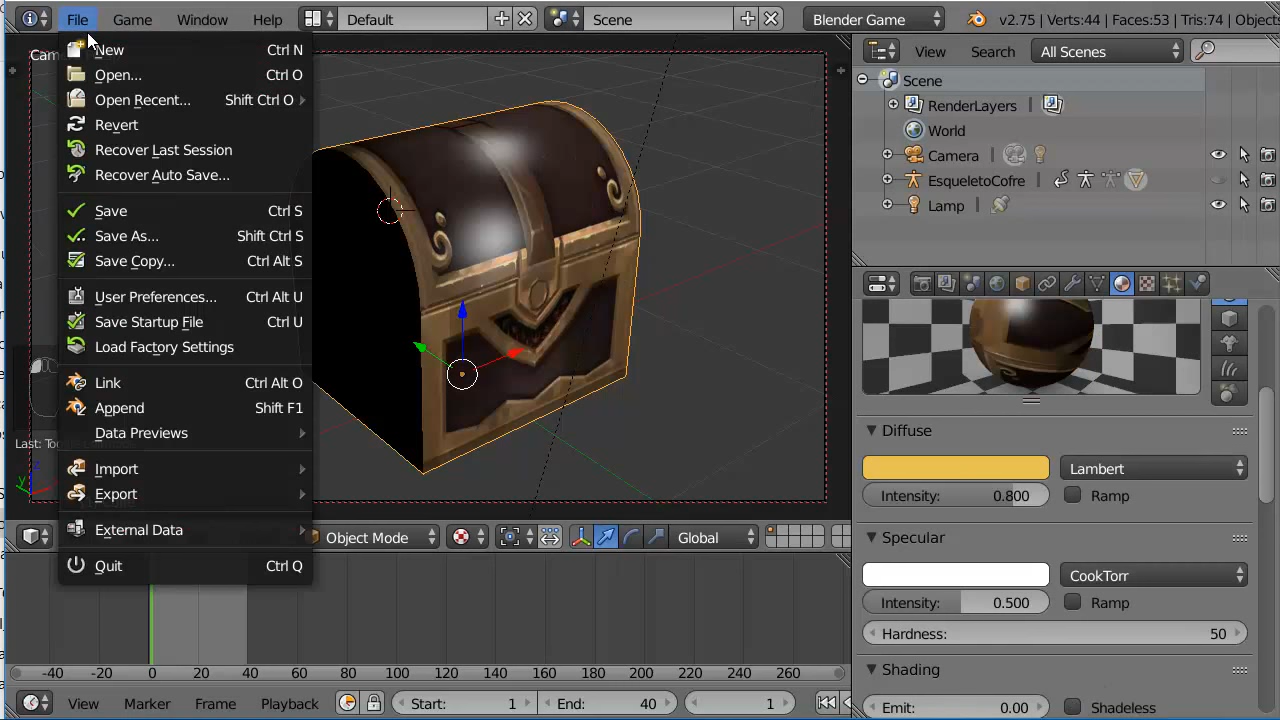 File Game Window Help Default Scene Blender Game v2.75 | Verts:44 | Faces:53 | Tris:74 | Objects
Cam
New Ctrl N
Open... Ctrl O
Open Recent... Shift Ctrl O
Revert
Recover Last Session
Recover Auto Save...
Save Ctrl S
Save As... Shift Ctrl S
Save Copy... Ctrl Alt S
User Preferences... Ctrl Alt U
Save Startup File Ctrl U
Load Factory Settings
Link Ctrl Alt O
Append Shift F1
Data Previews
Import
Export
External Data
Quit Ctrl Q
Last: To
z
y
Object Mode Global
-40 -20 0 20 40 60 80 100 120 140 160 180 200 220 240 260
View Marker Frame Playback Start: 1 End: 40 1
View Search All Scenes
Scene
RenderLayers
World
Camera
EsqueletoCofre
Lamp
Diffuse
Lambert
Intensity: 0.800 Ramp
Specular
CookTorr
Intensity: 0.500 Ramp
Hardness: 50
Shading
Emit: 0.00 Shadeless